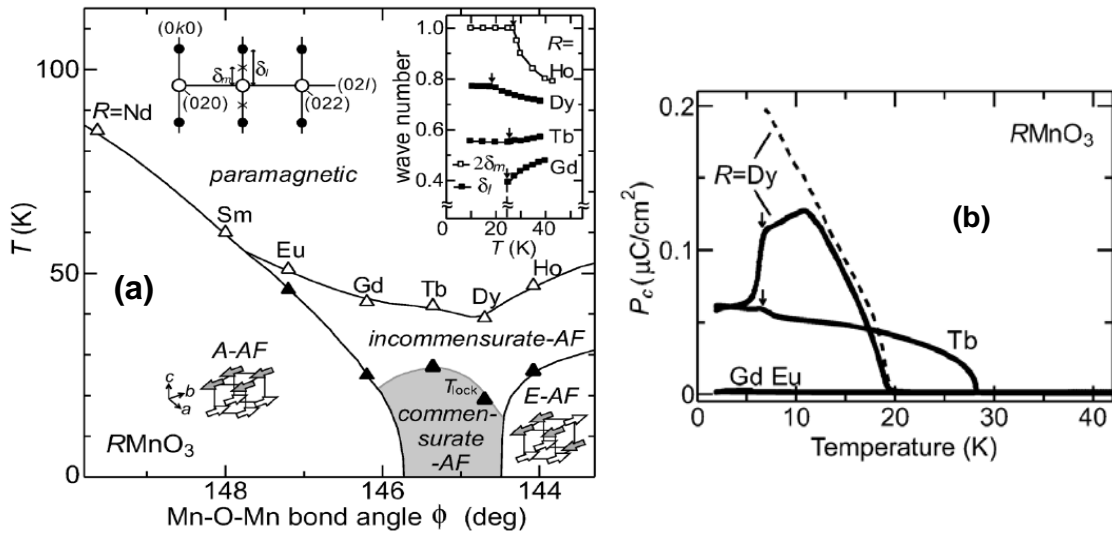 (0k0)
δm
δl
(020)
(022)
(02l)
R=Nd
paramagnetic
Sm
Eu
Gd
Tb
Dy
Ho
(a)
incommensurate-AF
A-AF
c
b
a
Tlock
commen-
surate
-AF
E-AF
RMnO3
100
50
0
T (K)
148
146
144
Mn-O-Mn bond angle ϕ (deg)
wave number
1.0
0.8
0.6
0.4
R=
Ho
Dy
Tb
Gd
2δm
δl
0
20
40
T (K)
0.2
0.1
0
Pc (μC/cm2)
RMnO3
R=Dy
(b)
Tb
Gd Eu
0
10
20
30
40
Temperature (K)